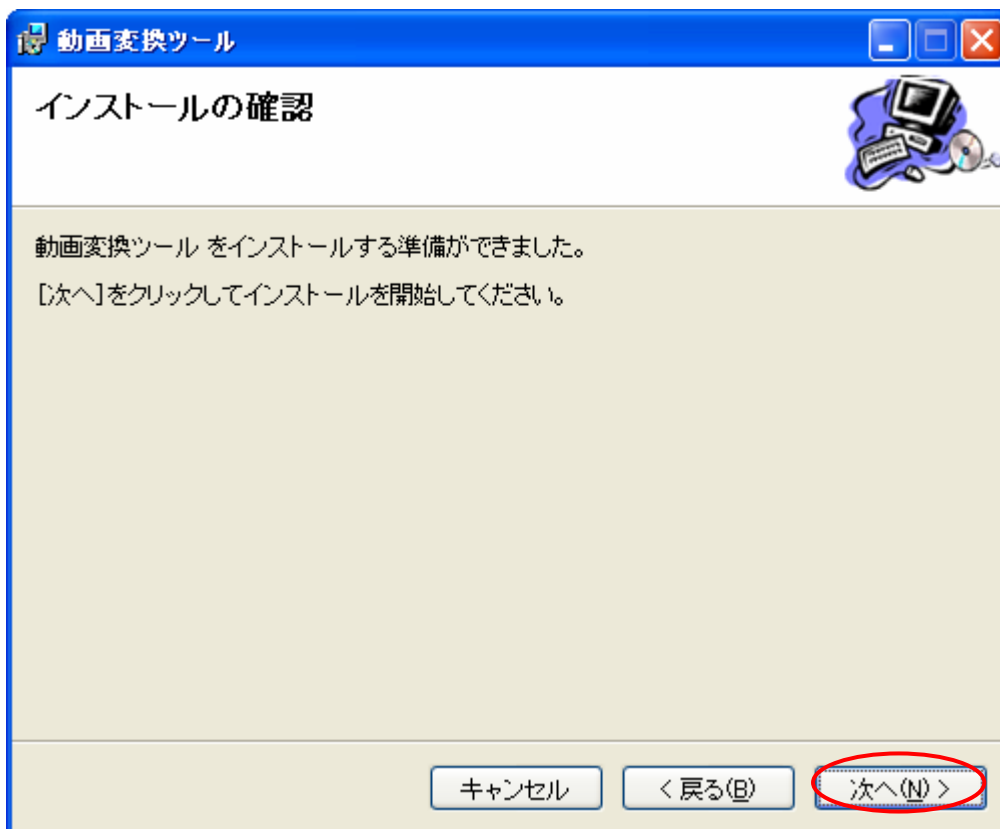 動画変換ツール
インストールの確認
動画変換ツール をインストールする準備ができました。
[次へ]をクリックしてインストールを開始してください。
キャンセル
< 戻る(B)
次へ(N) >